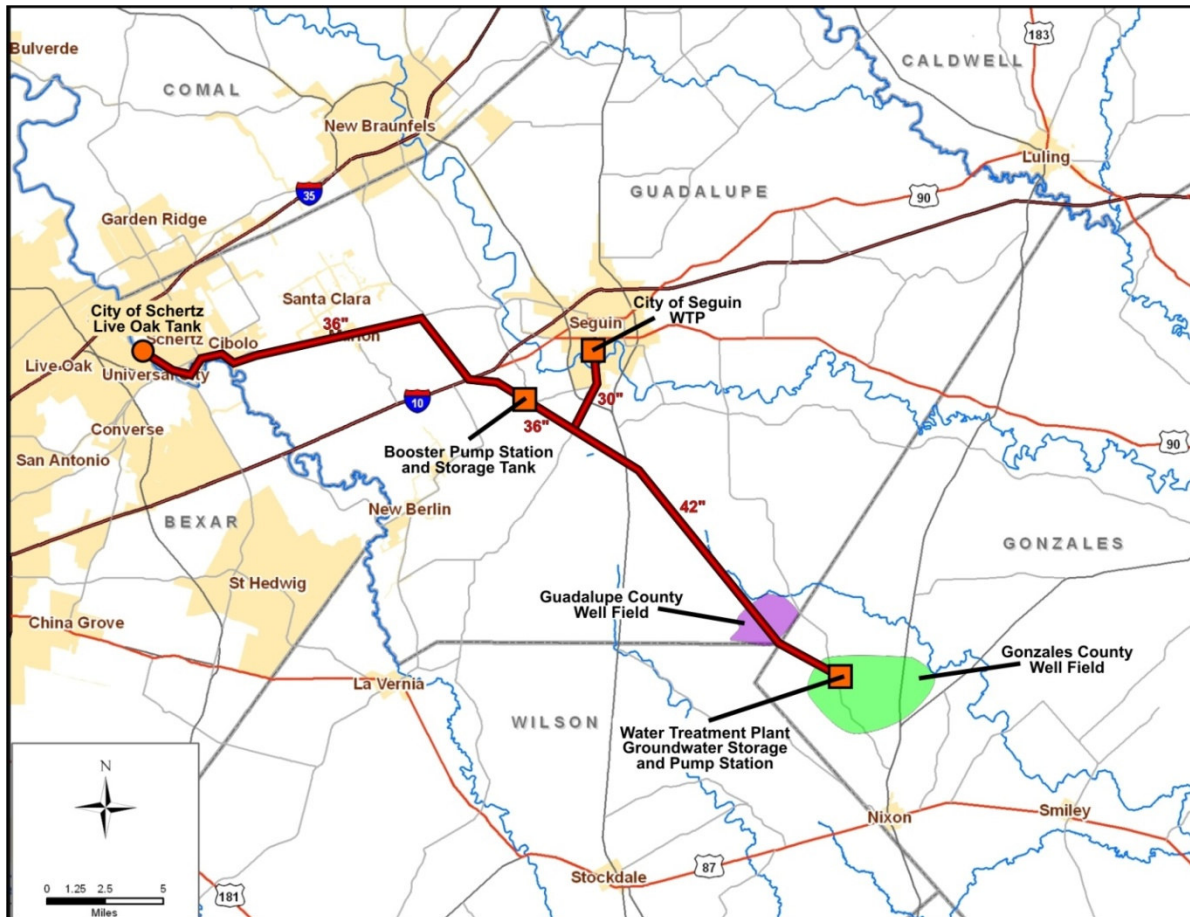 Bulverde
COMAL
183
CALDWELL
New Braunfels
Luling
35
GUADALUPE
90
Garden Ridge
Santa Clara
City of Schertz
Live Oak Tank
36"
Marion
City of Seguin
WTP
Seguin
Schertz
Cibolo
Live Oak
Universal City
10
30"
36"
Converse
Booster Pump Station
and Storage Tank
90
San Antonio
42"
New Berlin
BEXAR
GONZALES
St Hedwig
Guadalupe County
Well Field
China Grove
Gonzales County
Well Field
La Vernia
WILSON
Water Treatment Plant
Groundwater Storage
and Pump Station
N
Nixon
Smiley
87
Stockdale
0 1.25 2.5 5
Miles
181